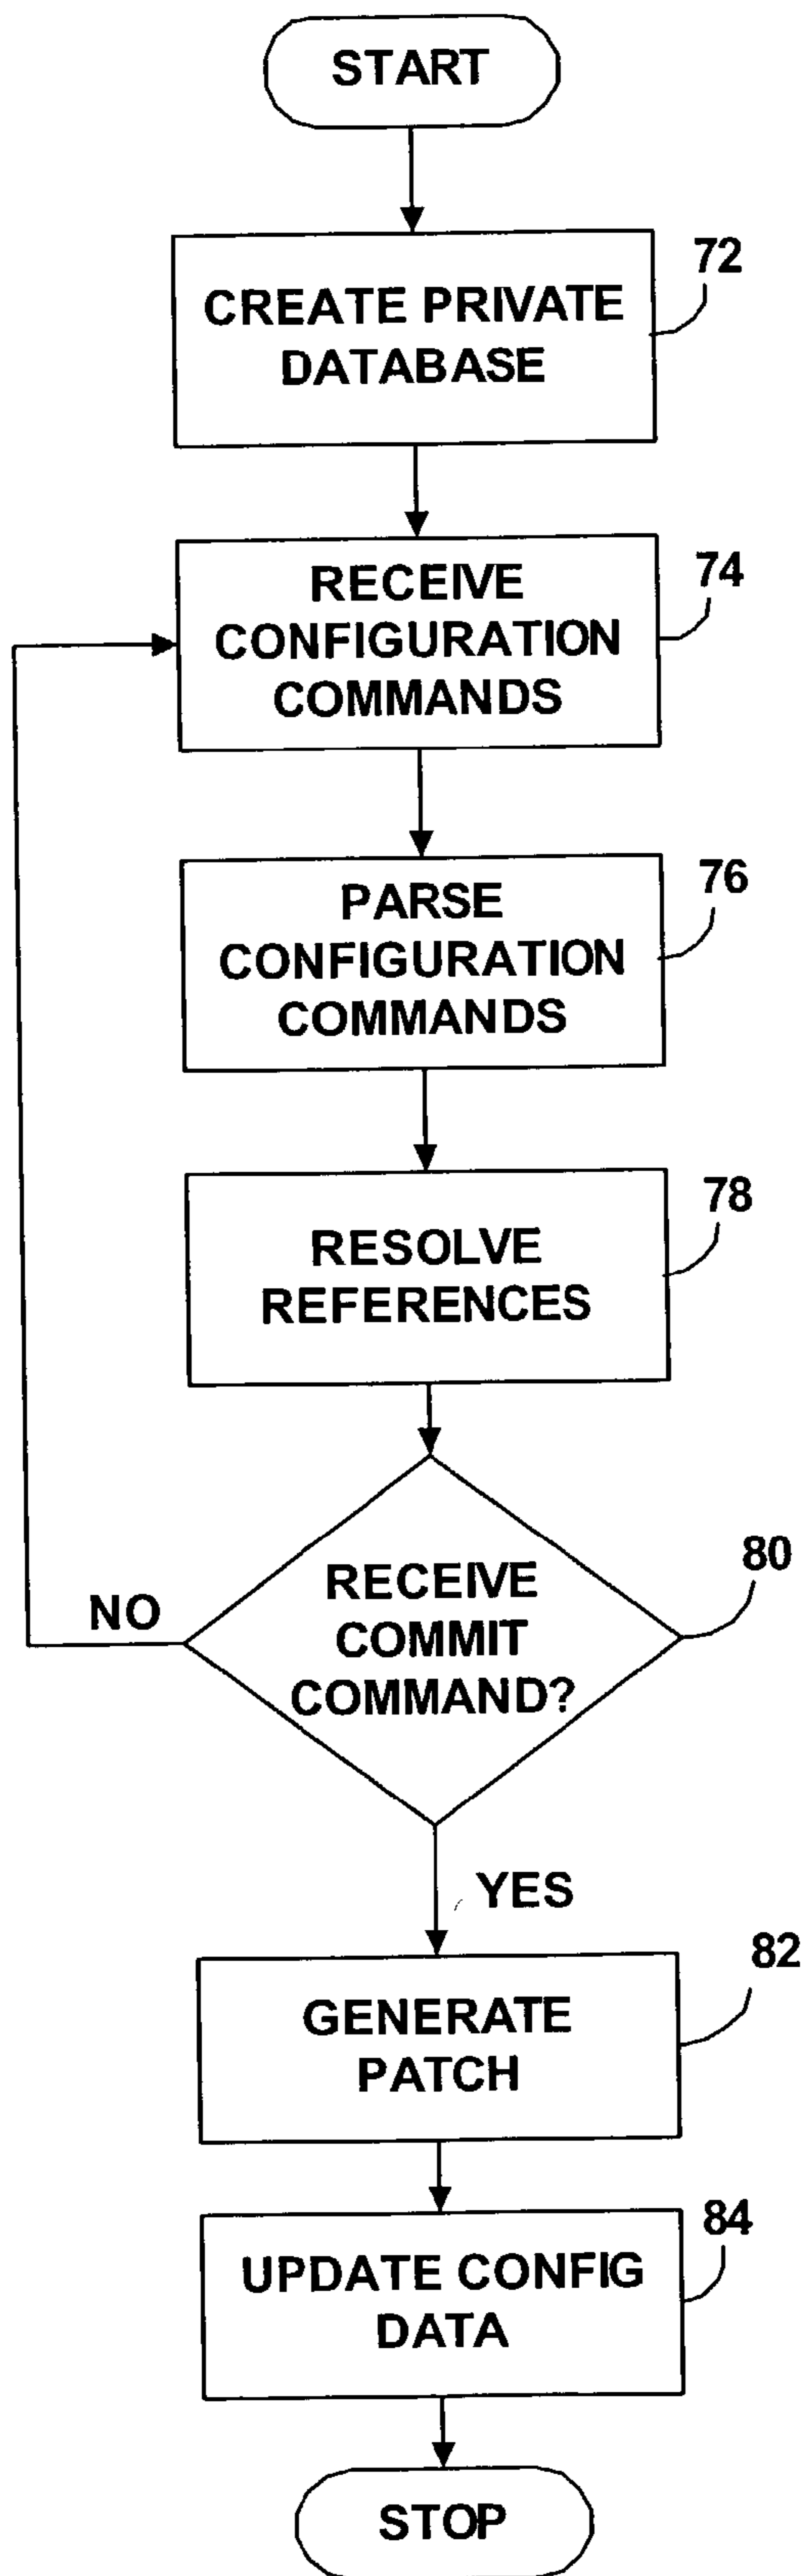 START
72
CREATE PRIVATE
DATABASE
74
RECEIVE
CONFIGURATION
COMMANDS
76
PARSE
CONFIGURATION
COMMANDS
78
RESOLVE
REFERENCES
80
RECEIVE
COMMIT
COMMAND?
NO
YES
82
GENERATE
PATCH
84
UPDATE CONFIG
DATA
STOP